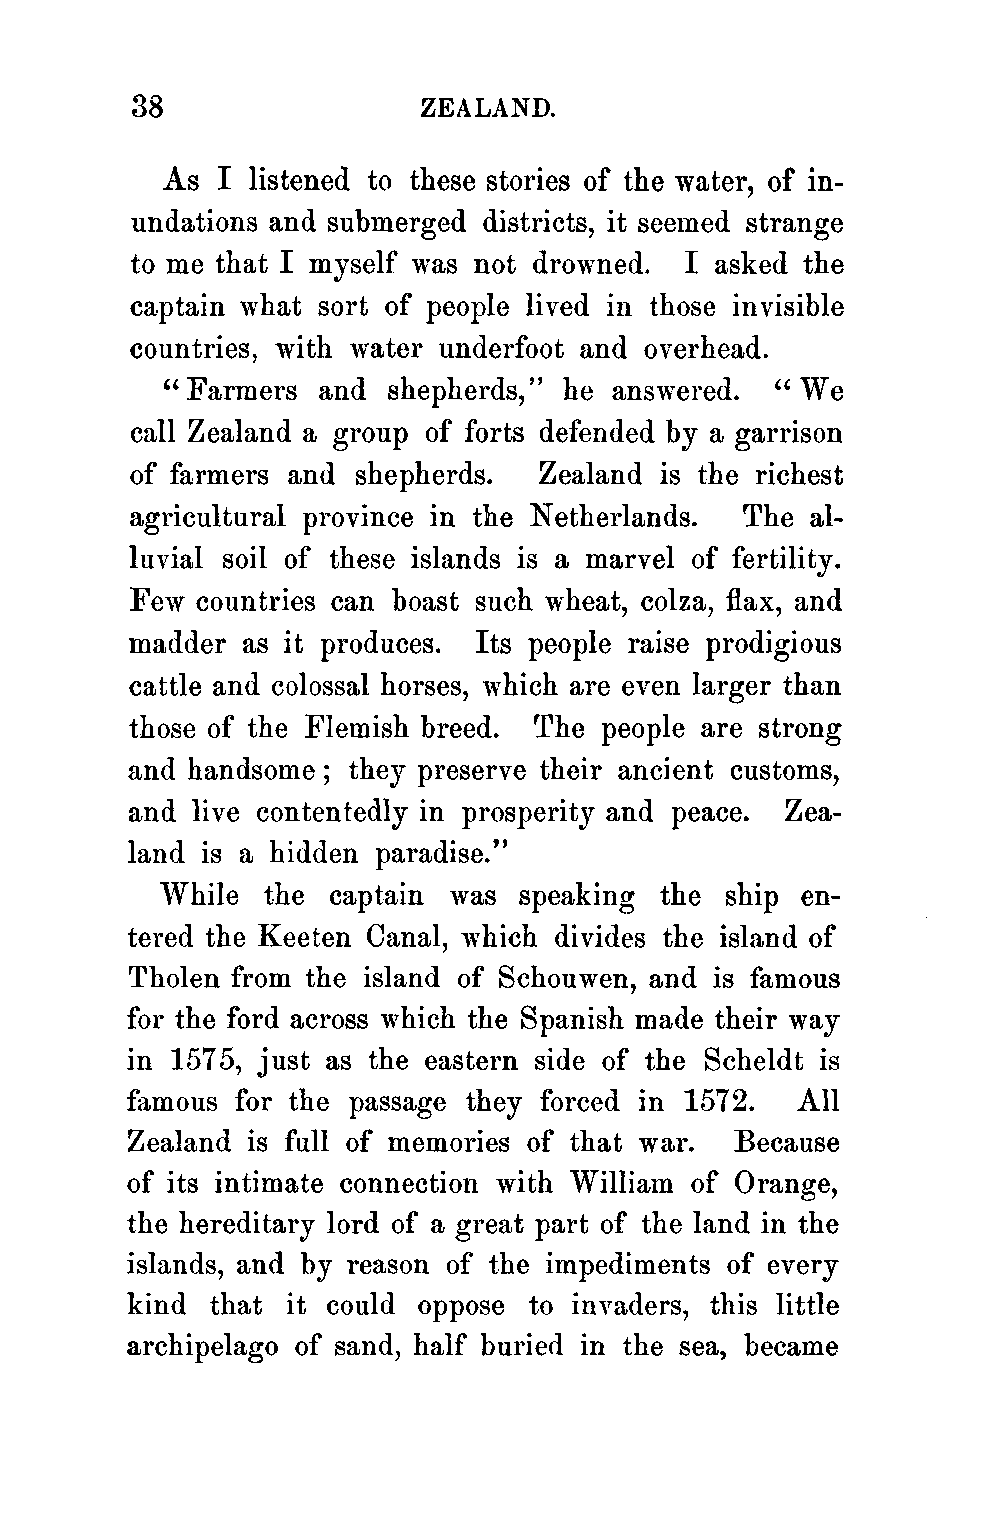 38 ZEALAND.
As I listened to these stories of the water, of in-
undations and submerged districts, it seemed strange
to me that I myself was not drowned. I asked the
captain what sort of people lived in those invisible
countries, with water underfoot and overhead.
“Farmers and shepherds,” he answered. “We
call Zealand a group of forts defended by a garrison
of farmers and shepherds. Zealand is the richest
agricultural province in the Netherlands. The al-
luvial soil of these islands is a marvel of fertility.
Few countries can boast such wheat, colza, flax, and
madder as it produces. Its people raise prodigious
cattle and colossal horses, which are even larger than
those of the Flemish breed. The people are strong
and handsome; they preserve their ancient customs,
and live contentedly in prosperity and peace. Zea-
land is a hidden paradise.”
While the captain was speaking the ship en-
tered the Keeten Canal, which divides the island of
Tholen from the island of Schouwen, and is famous
for the ford across which the Spanish made their way
in 1575, just as the eastern side of the Scheldt is
famous for the passage they forced in 1572. All
Zealand is full of memories of that war. Because
of its intimate connection with William of Orange,
the hereditary lord of a great part of the land in the
islands, and by reason of the impediments of every
kind that it could oppose to invaders, this little
archipelago of sand, half buried in the sea, became